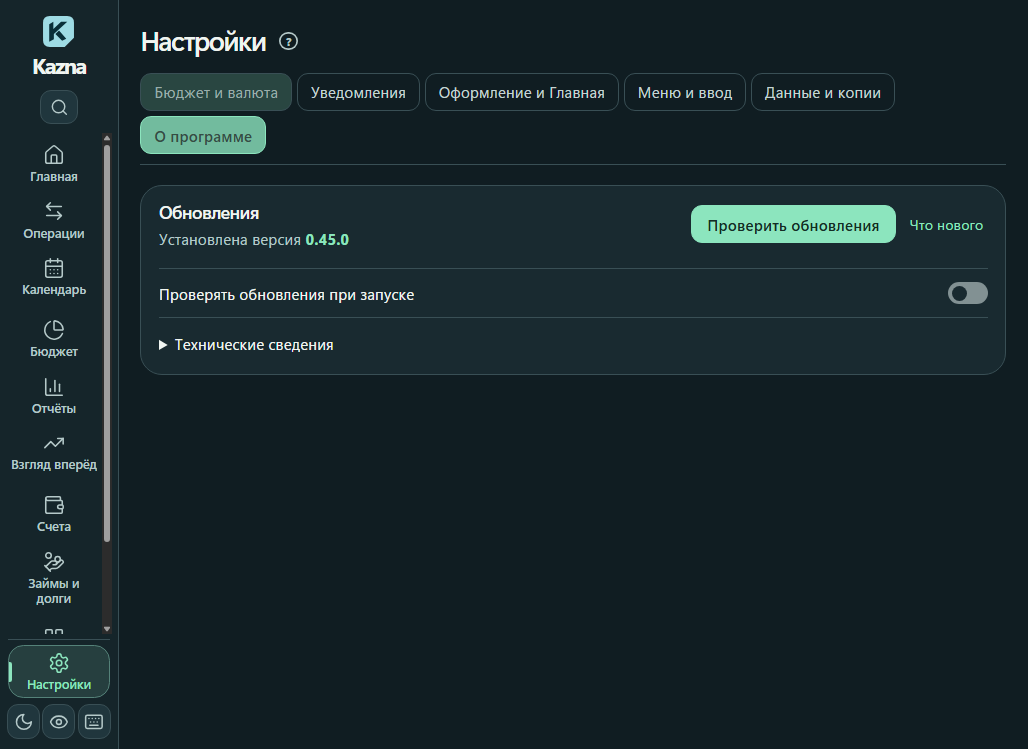 Kazna
Главная
Операции
Календарь
Бюджет
Отчёты
Взгляд вперёд
Счета
Займы и
долги
Настройки
Настройки ?
Бюджет и валюта
Уведомления
Оформление и Главная
Меню и ввод
Данные и копии
О программе
Обновления
Установлена версия 0.45.0
Проверить обновления
Что нового
Проверять обновления при запуске
Технические сведения